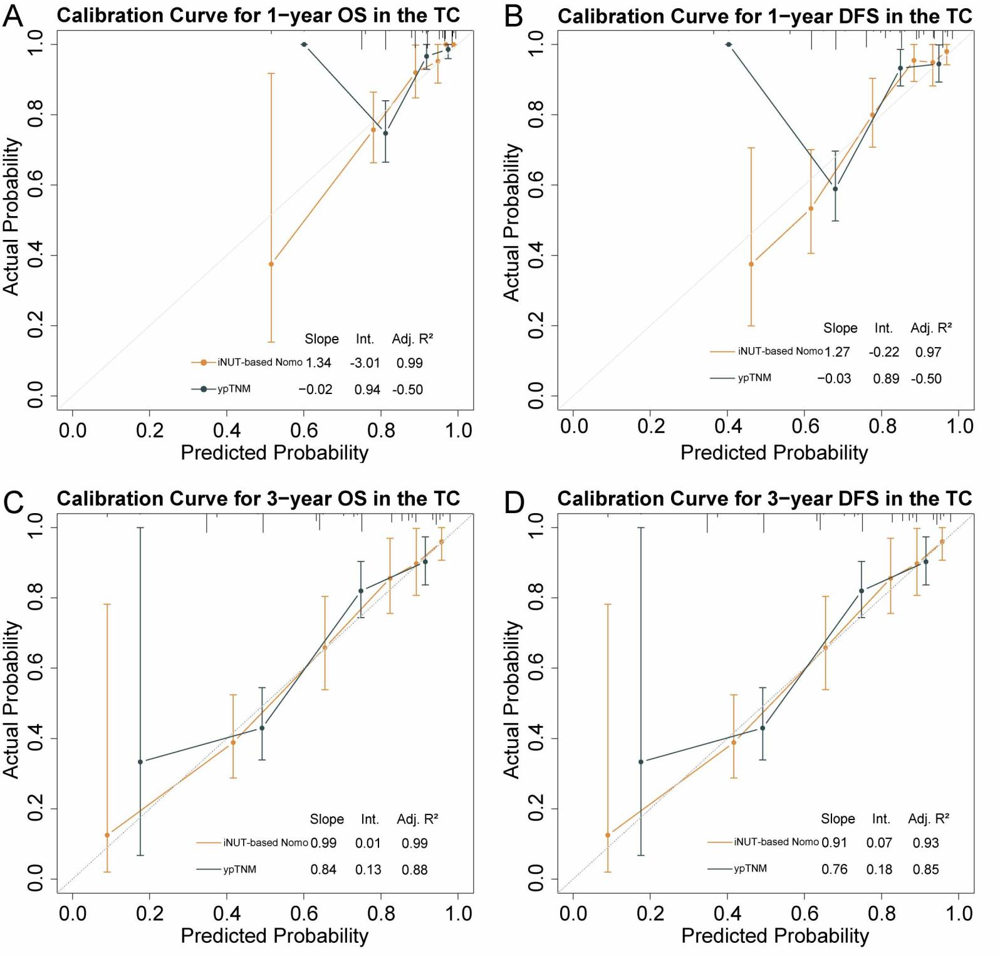 A
Calibration Curve for 1−year OS in the TC
1.0
0.8
0.6
0.4
0.2
0.0
Actual Probability
Slope Int. Adj. R²
iNUT-based Nomo 1.34 -3.01 0.99
ypTNM −0.02 0.94 -0.50
0.0 0.2 0.4 0.6 0.8 1.0
Predicted Probability
B
Calibration Curve for 1−year DFS in the TC
1.0
0.8
0.6
0.4
0.2
0.0
Actual Probability
Slope Int. Adj. R²
iNUT-based Nomo 1.27 -0.22 0.97
ypTNM −0.03 0.89 -0.50
0.0 0.2 0.4 0.6 0.8 1.0
Predicted Probability
C
Calibration Curve for 3−year OS in the TC
1.0
0.8
0.6
0.4
0.2
0.0
Actual Probability
Slope Int. Adj. R²
iNUT-based Nomo 0.99 0.01 0.99
ypTNM 0.84 0.13 0.88
0.0 0.2 0.4 0.6 0.8 1.0
Predicted Probability
D
Calibration Curve for 3−year DFS in the TC
1.0
0.8
0.6
0.4
0.2
0.0
Actual Probability
Slope Int. Adj. R²
iNUT-based Nomo 0.91 0.07 0.93
ypTNM 0.76 0.18 0.85
0.0 0.2 0.4 0.6 0.8 1.0
Predicted Probability